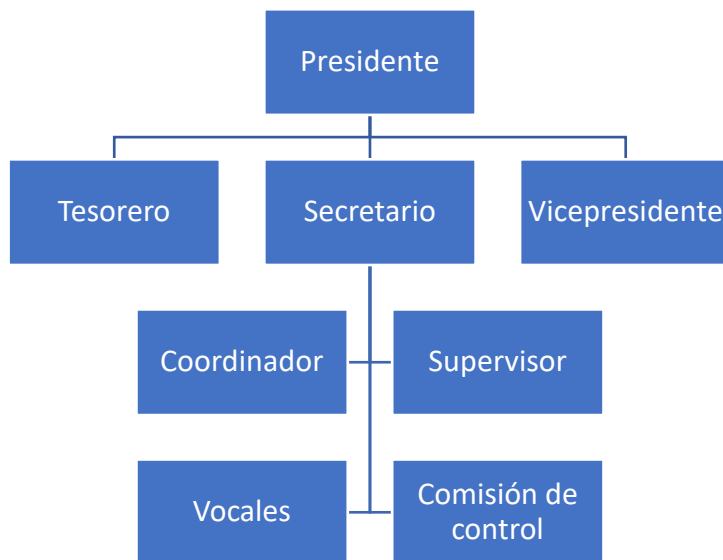 Presidente
Tesorero
Secretario
Vicepresidente
Coordinador
Supervisor
Vocales
Comisión de
control